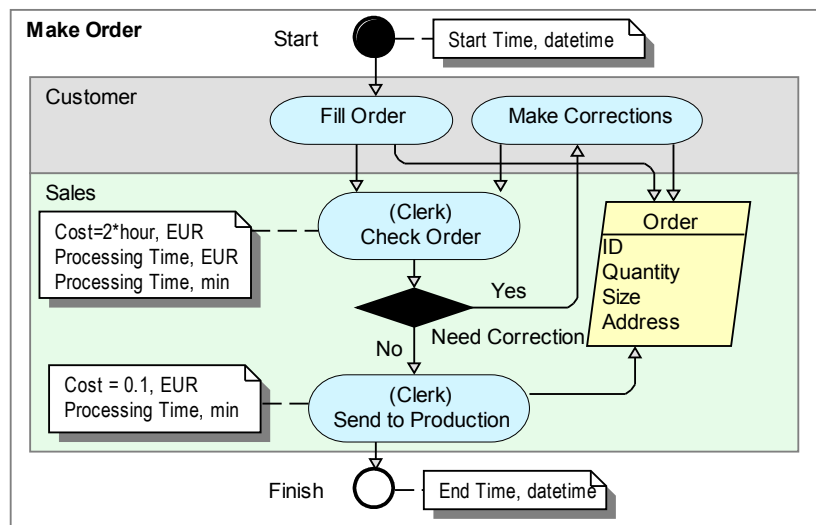 Make Order
Start
Start Time, datetime
Customer
Fill Order
Make Corrections
Sales
(Clerk)
Check Order
Cost=2*hour, EUR
Processing Time, EUR
Processing Time, min
Order
ID
Quantity
Size
Address
Yes
Need Correction
No
Cost = 0.1, EUR
Processing Time, min
(Clerk)
Send to Production
Finish
End Time, datetime